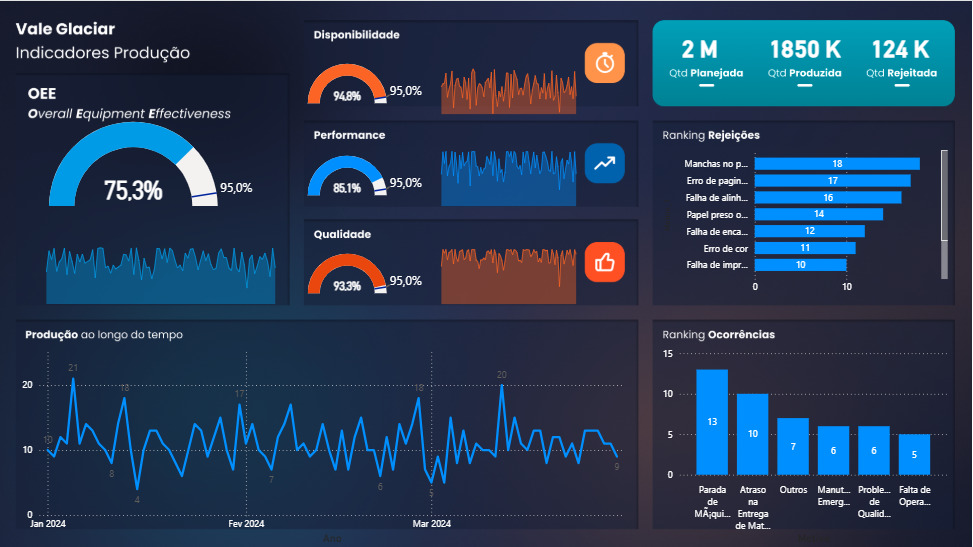 Vale Glaciar
Indicadores Produção
OEE
Overall Equipment Effectiveness
75,3%
95,0%
Disponibilidade
94,8%
95,0%
Performance
85,1%
95,0%
Qualidade
93,3%
95,0%
2 M
Qtd Planejada
1850 K
Qtd Produzida
124 K
Qtd Rejeitada
Ranking Rejeições
Manchas no p...
18
Erro de pagin...
17
Falha de alinh...
16
Papel preso o...
14
Falha de enca...
12
Erro de cor
11
Falha de impr...
10
0
10
Produção ao longo do tempo
20
10
0
10
21
8
18
4
17
7
6
18
5
20
9
Jan 2024
Fev 2024
Mar 2024
Ano
Ranking Ocorrências
15
10
5
0
13
10
7
6
6
5
Parada
de
MÃ¡qui...
Atraso
na
Entrega
de Mat...
Outros
Manut...
Emerg...
Proble...
de
Qualid...
Falta de
Opera...